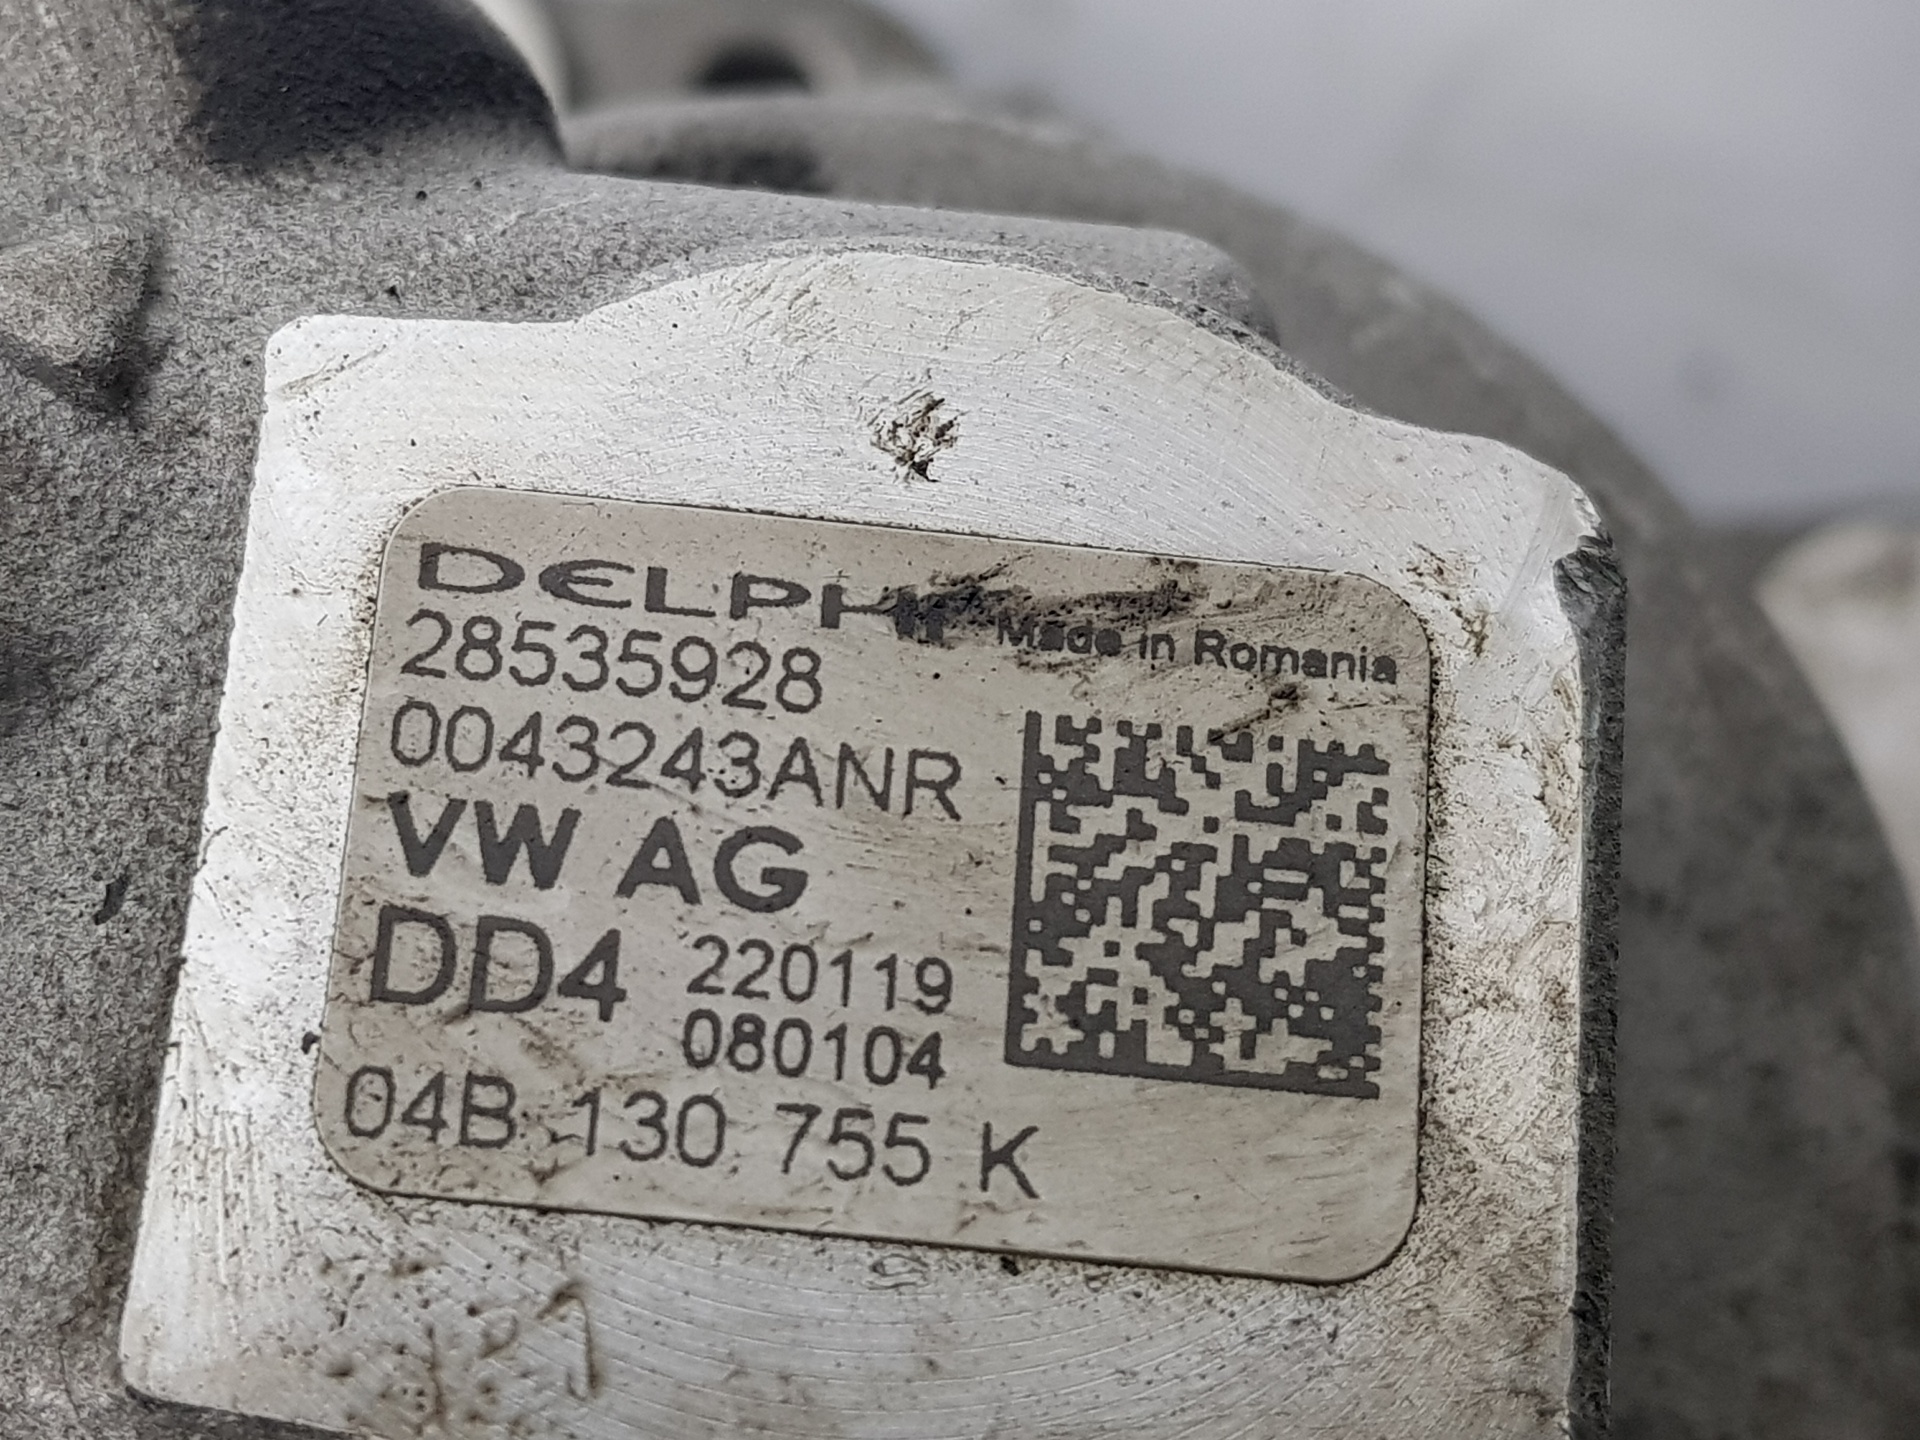 DELPHI Made in Romania
28535928
0043243ANR
VW AG
DD4 220119
080104
04B 130 755 K